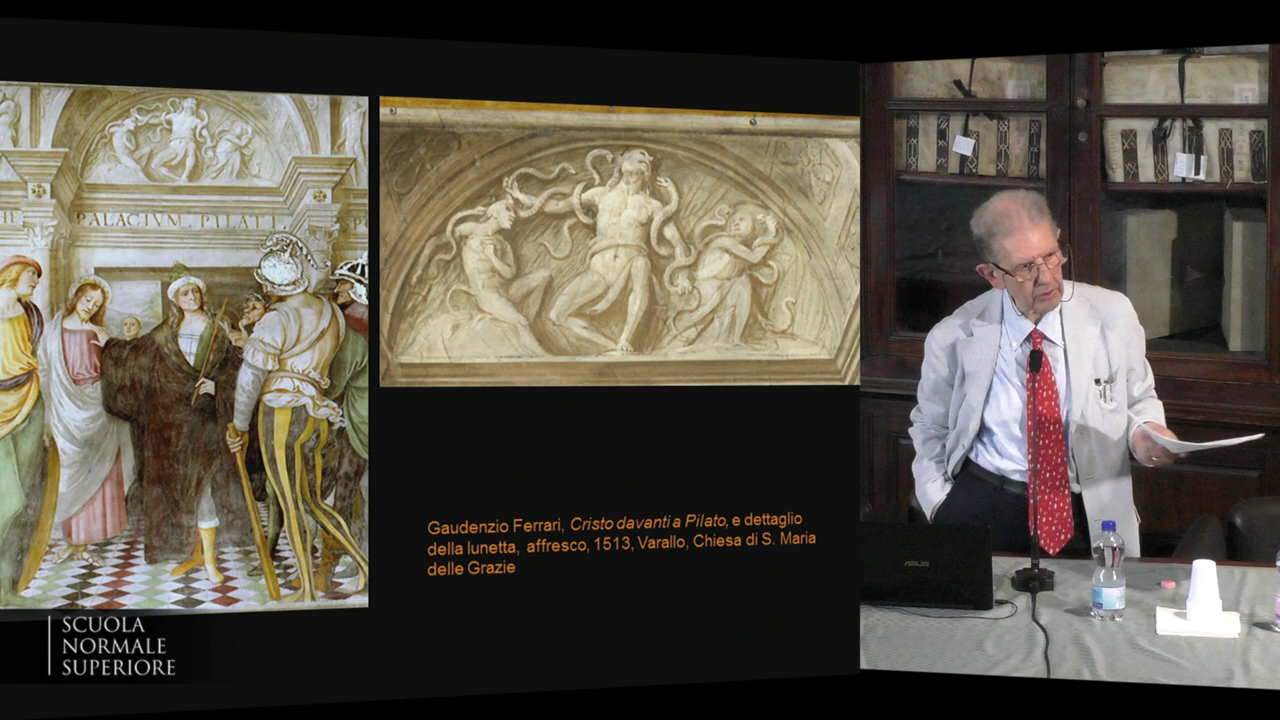 PALACIVM PILATI
Gaudenzio Ferrari, Cristo davanti a Pilato, e dettaglio
della lunetta, affresco, 1513, Varallo, Chiesa di S. Maria
delle Grazie
SCUOLA
NORMALE
SUPERIORE
ASUS